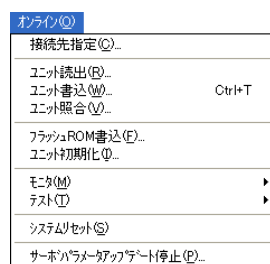 オンライン(O)
接続先指定(C)...
ユニット読出(R)...
ユニット書込(W)... Ctrl+T
ユニット照合(V)...
フラッシュROM書込(F)...
ユニット初期化(I)...
モニタ(M)
テスト(T)
システムリセット(S)
サーボパラメータアップデート停止(P)...